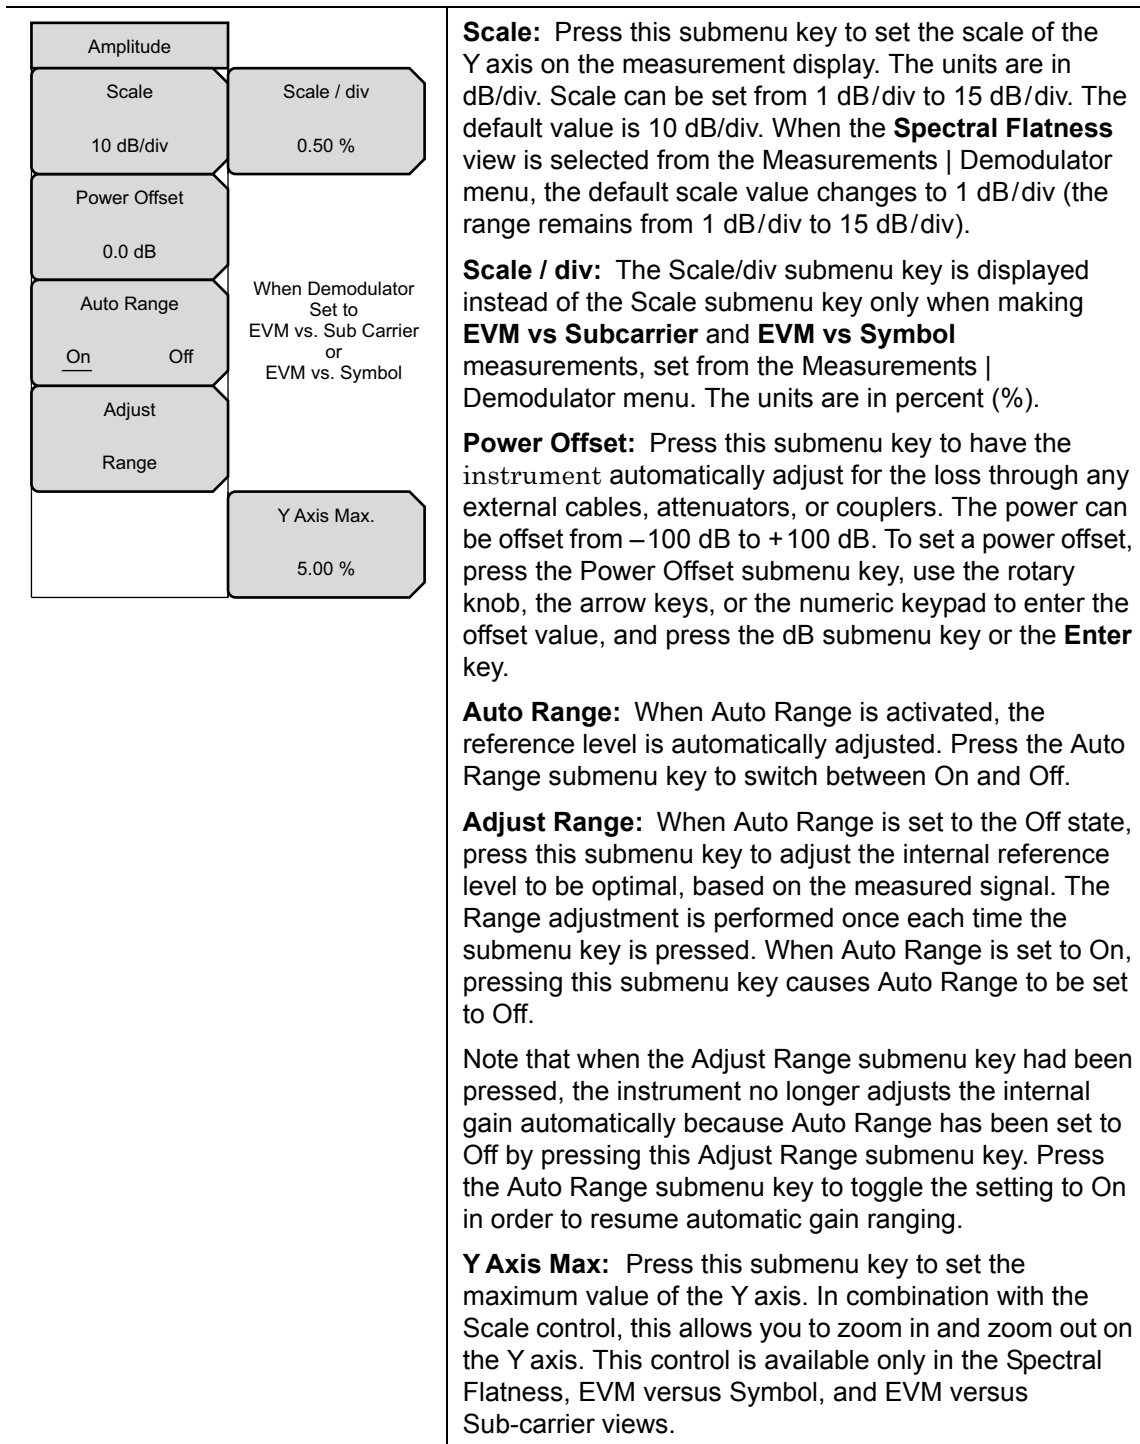 Amplitude
Scale
10 dB/div
Power Offset
0.0 dB
Auto Range
On Off
Adjust
Range
Scale / div
0.50 %
When Demodulator
Set to
EVM vs. Sub Carrier
or
EVM vs. Symbol
Y Axis Max.
5.00 %
Scale: Press this submenu key to set the scale of the
Y axis on the measurement display. The units are in
dB/div. Scale can be set from 1 dB/div to 15 dB/div. The
default value is 10 dB/div. When the Spectral Flatness
view is selected from the Measurements | Demodulator
menu, the default scale value changes to 1 dB/div (the
range remains from 1 dB/div to 15 dB/div).
Scale / div: The Scale/div submenu key is displayed
instead of the Scale submenu key only when making
EVM vs Subcarrier and EVM vs Symbol
measurements, set from the Measurements |
Demodulator menu. The units are in percent (%).
Power Offset: Press this submenu key to have the
instrument automatically adjust for the loss through any
external cables, attenuators, or couplers. The power can
be offset from –100 dB to +100 dB. To set a power offset,
press the Power Offset submenu key, use the rotary
knob, the arrow keys, or the numeric keypad to enter the
offset value, and press the dB submenu key or the Enter
key.
Auto Range: When Auto Range is activated, the
reference level is automatically adjusted. Press the Auto
Range submenu key to switch between On and Off.
Adjust Range: When Auto Range is set to the Off state,
press this submenu key to adjust the internal reference
level to be optimal, based on the measured signal. The
Range adjustment is performed once each time the
submenu key is pressed. When Auto Range is set to On,
pressing this submenu key causes Auto Range to be set
to Off.
Note that when the Adjust Range submenu key had been
pressed, the instrument no longer adjusts the internal
gain automatically because Auto Range has been set to
Off by pressing this Adjust Range submenu key. Press
the Auto Range submenu key to toggle the setting to On
in order to resume automatic gain ranging.
Y Axis Max: Press this submenu key to set the
maximum value of the Y axis. In combination with the
Scale control, this allows you to zoom in and zoom out on
the Y axis. This control is available only in the Spectral
Flatness, EVM versus Symbol, and EVM versus
Sub-carrier views.